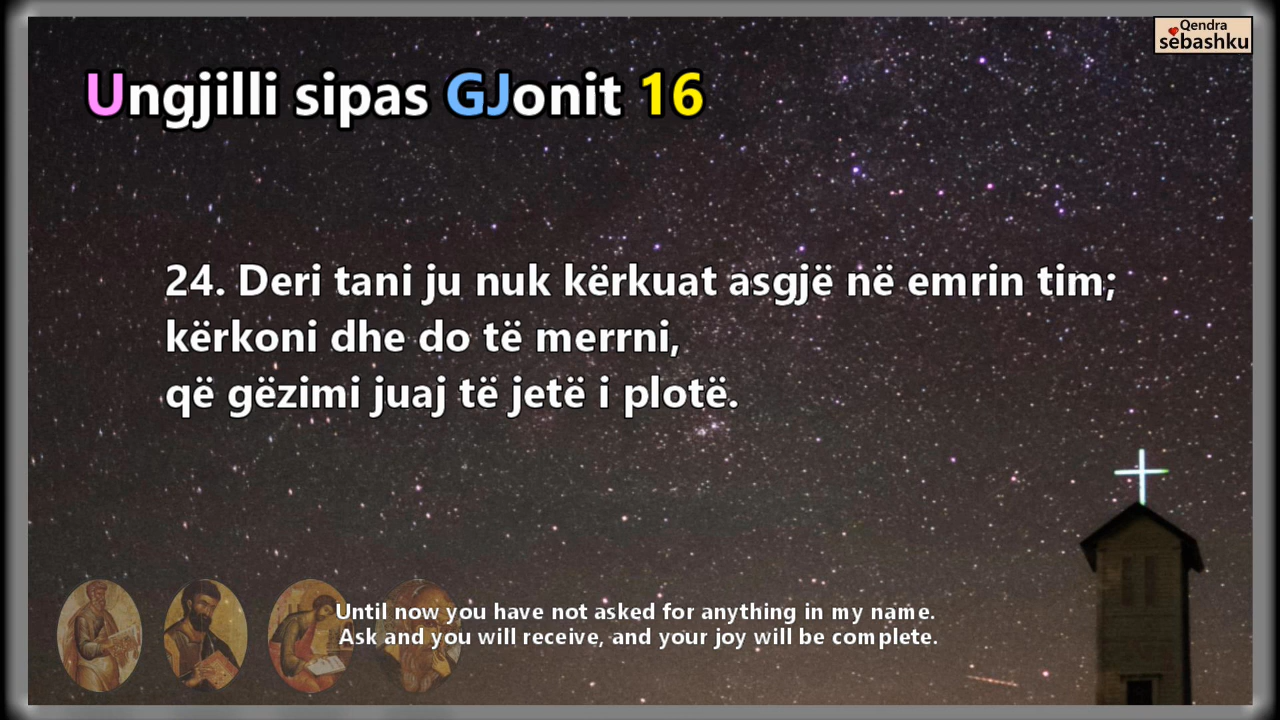 Qendra
sëbashku
Ungjilli sipas GJonit 16
24. Deri tani ju nuk kërkuat asgjë në emrin tim;
kërkoni dhe do të merrni,
që gëzimi juaj të jetë i plotë.
Until now you have not asked for anything in my name.
Ask and you will receive, and your joy will be complete.